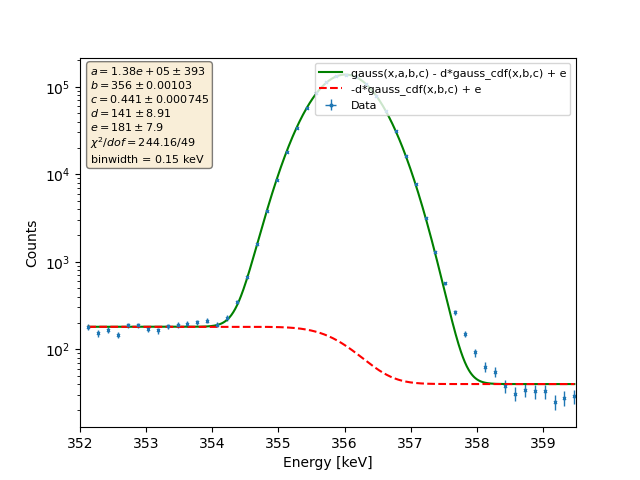 a = 1.38e + 05 ± 393
b = 356 ± 0.00103
c = 0.441 ± 0.000745
d = 141 ± 8.91
e = 181 ± 7.9
χ²/dof = 244.16/49
binwidth = 0.15 keV
gauss(x,a,b,c) - d*gauss_cdf(x,b,c) + e
-d*gauss_cdf(x,b,c) + e
Data
Counts
10⁵
10⁴
10³
10²
352 353 354 355 356 357 358 359
Energy [keV]